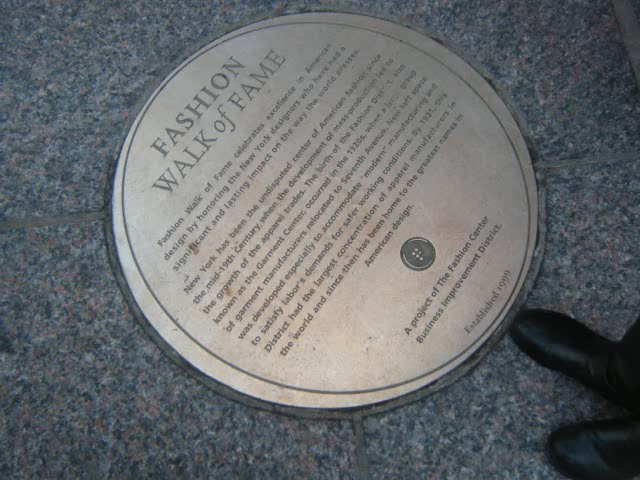 FASHION
WALK of FAME
Fashion Walk of Fame celebrates excellence in American
design by honoring the New York designers who have had a
significant and lasting impact on the way the world dresses.
New York has been the undisputed center of American fashion since
the mid-19th Century when the development of mass-production led to
the growth of the apparel trades. The birth of the Fashion District, also
known as the Garment Center, occurred in the 1920s, when a large group
of garment manufacturers relocated to Seventh Avenue. New loft space
was developed especially to accommodate modern manufacturing and
to satisfy labor's demands for safer working conditions. By 1931, this
District had the largest concentration of apparel manufacturers in
the world and since then has been home to the greatest names in
American design.
A project of The Fashion Center
Business Improvement District.
Established 1999